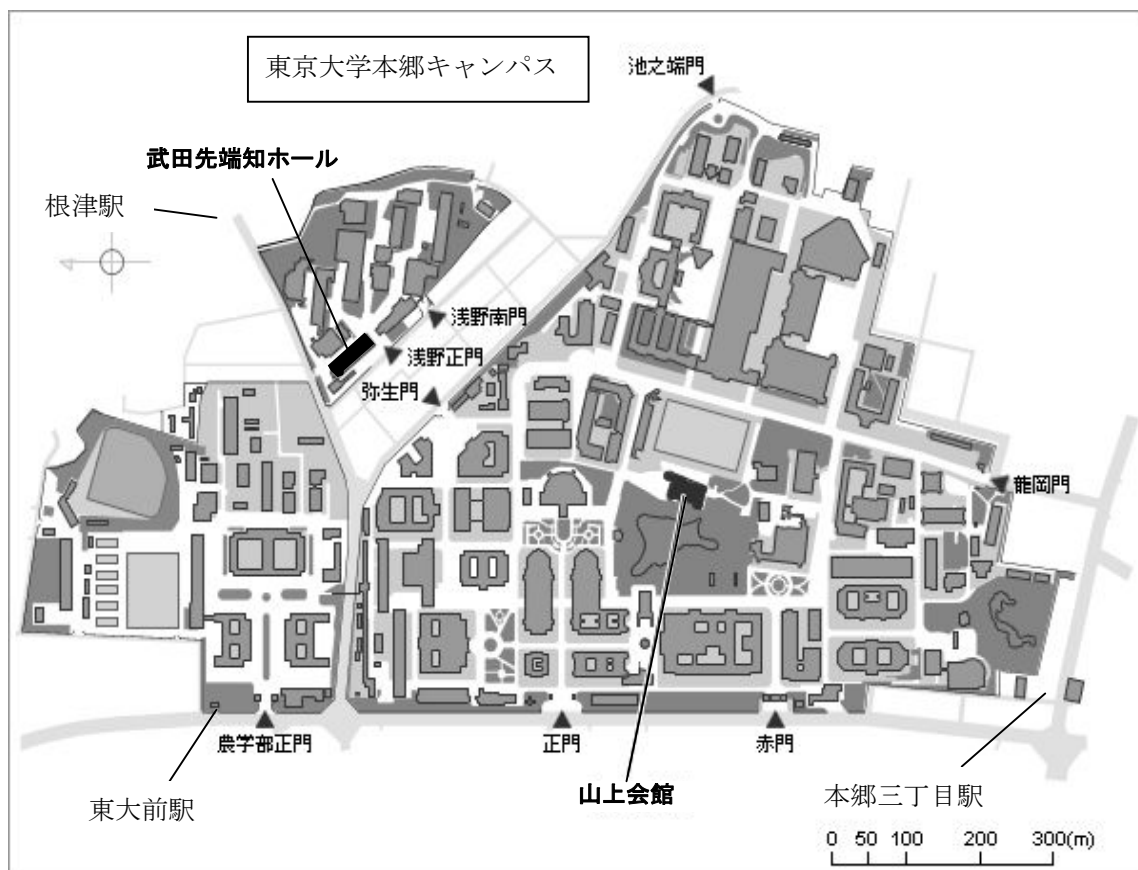 東京大学本郷キャンパス
池之端門
武田先端知ホール
根津駅
浅野南門
浅野正門
弥生門
龍岡門
農学部正門
正門
赤門
東大前駅
山上会館
本郷三丁目駅
0 50 100 200 300(m)